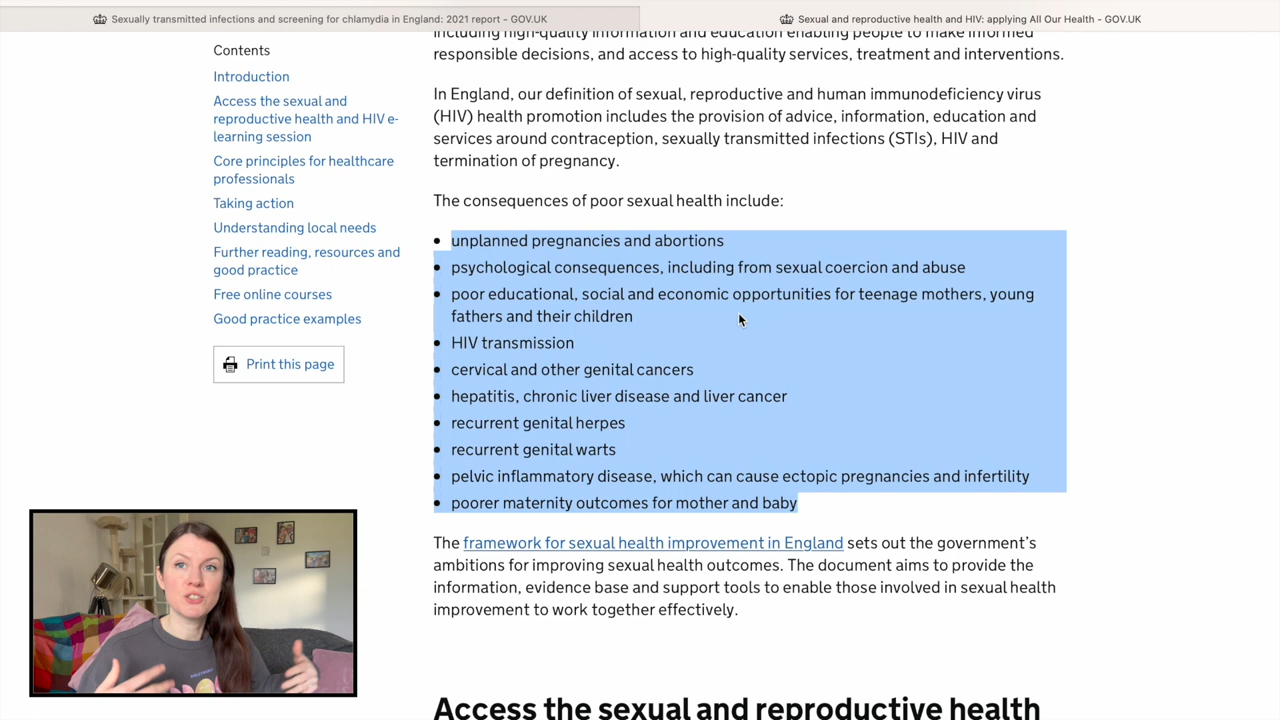 Sexually transmitted infections and screening for chlamydia in England: 2021 report - GOV.UK
Sexual and reproductive health and HIV: applying All Our Health - GOV.UK
Contents
Introduction
Access the sexual and
reproductive health and HIV e-
learning session
Core principles for healthcare
professionals
Taking action
Understanding local needs
Further reading, resources and
good practice
Free online courses
Good practice examples
Print this page
including high-quality information and education enabling people to make informed
responsible decisions, and access to high-quality services, treatment and interventions.
In England, our definition of sexual, reproductive and human immunodeficiency virus
(HIV) health promotion includes the provision of advice, information, education and
services around contraception, sexually transmitted infections (STIs), HIV and
termination of pregnancy.
The consequences of poor sexual health include:
• unplanned pregnancies and abortions
• psychological consequences, including from sexual coercion and abuse
• poor educational, social and economic opportunities for teenage mothers, young
fathers and their children
• HIV transmission
• cervical and other genital cancers
• hepatitis, chronic liver disease and liver cancer
• recurrent genital herpes
• recurrent genital warts
• pelvic inflammatory disease, which can cause ectopic pregnancies and infertility
• poorer maternity outcomes for mother and baby
The framework for sexual health improvement in England sets out the government's
ambitions for improving sexual health outcomes. The document aims to provide the
information, evidence base and support tools to enable those involved in sexual health
improvement to work together effectively.
Access the sexual and reproductive health